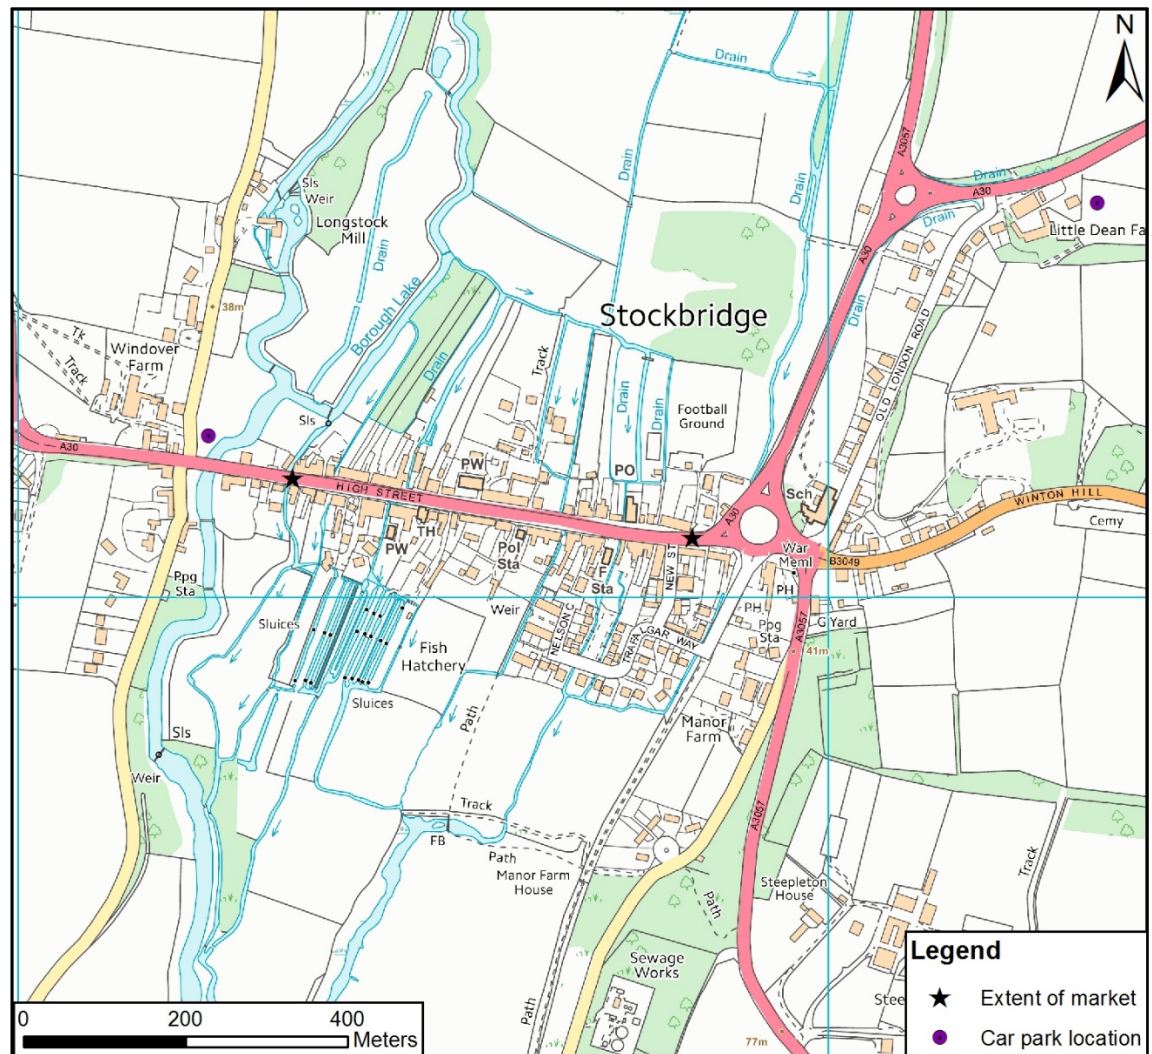 N
Drain
Drain
Drain
A3057
Drain
A30
Drain
Little Dean Fa
Sls
Weir
Longstock
Mill
Drain
Borough Lake
38m
Stockbridge
A30
Drain
OLD LONDON ROAD
Tk
Track
Windover
Farm
Drain
Track
Drain
Drain
Football
Ground
Sls
A30
PW
PO
HIGH STREET
Sch
WINTON HILL
Cemy
A30
TH
PW
Pol
Sta
F
Sta
NEW ST
War
Meml
B3049
PH
PH
Ppg
Sta
Weir
NELSON C
TRAFA
LGAR WAY
Ppg
Sta
L G Yard
A3057
41m
Sluices
Fish
Hatchery
Sluices
Path
Manor
Farm
Sls
Weir
Track
FB
Path
Manor Farm
House
A3057
Track
Steepleton
House
Path
Sewage
Works
Path
Stee
77m
Legend
Extent of market
Car park location
0 200 400
Meters